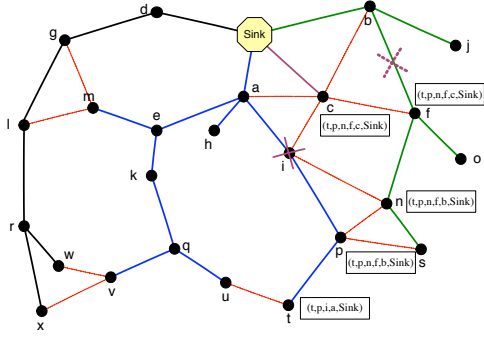 d
b
g
Sink
j
(t,p,n,f,c,Sink)
m
a
c
f
l
e
(t,p,n,f,c,Sink)
h
i
o
k
n
(t,p,n,f,b,Sink)
r
w
q
p
s
(t,p,n,f,b,Sink)
v
u
x
t
(t,p,i,a,Sink)